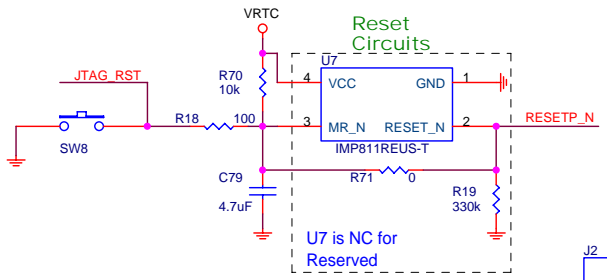 VRTC
Reset
Circuits
U7
JTAG_RST
R70
10k
4
VCC
GND
1
R18
100
3
MR_N
RESET_N
2
RESETP_N
SW8
IMP811REUS-T
C79
4.7uF
R71
0
R19
330k
U7 is NC for
Reserved
J2